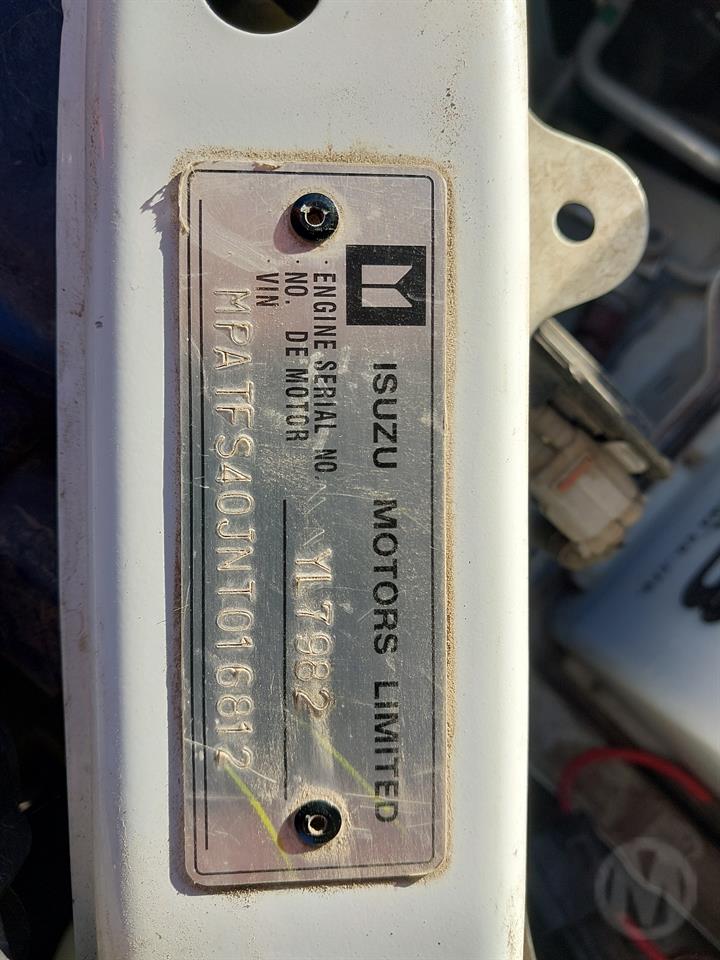 ISUZU MOTORS LIMITED
· ENGINE SERIAL NO.
NO. DE MOTOR
YL7982
· VIN
MPATFS40JNT016812
M